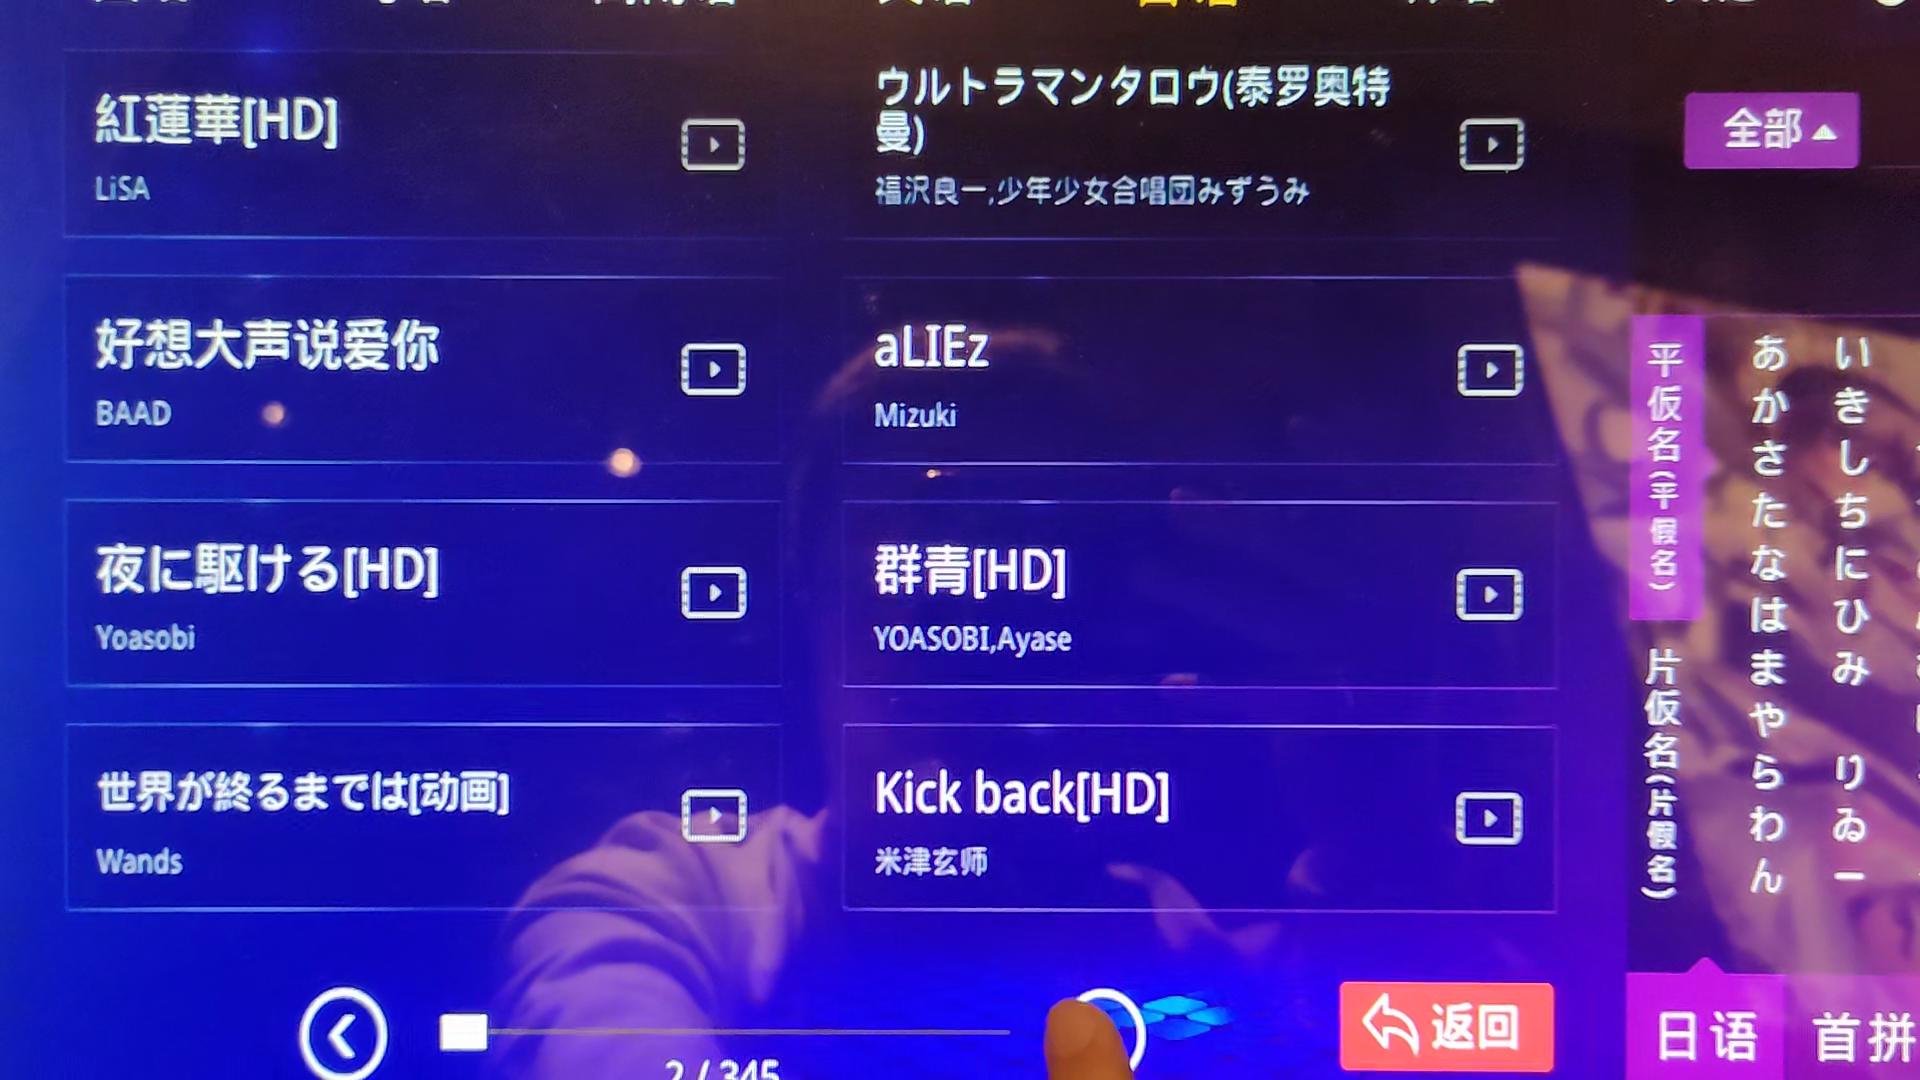 紅蓮華[HD]
LiSA
ウルトラマンタロウ(泰罗奥特
曼)
福沢良一,少年少女合唱団みずうみ
全部
好想大声说爱你
BAAD
aLIEz
Mizuki
夜に駆ける[HD]
Yoasobi
群青[HD]
YOASOBI,Ayase
世界が終るまでは[动画]
Wands
Kick back[HD]
米津玄师
平仮名(平假名)
片仮名(片假名)
あかさたなはまやらわん
いきしちにひみ りゐー
2 / 345
返回
日语
首拼